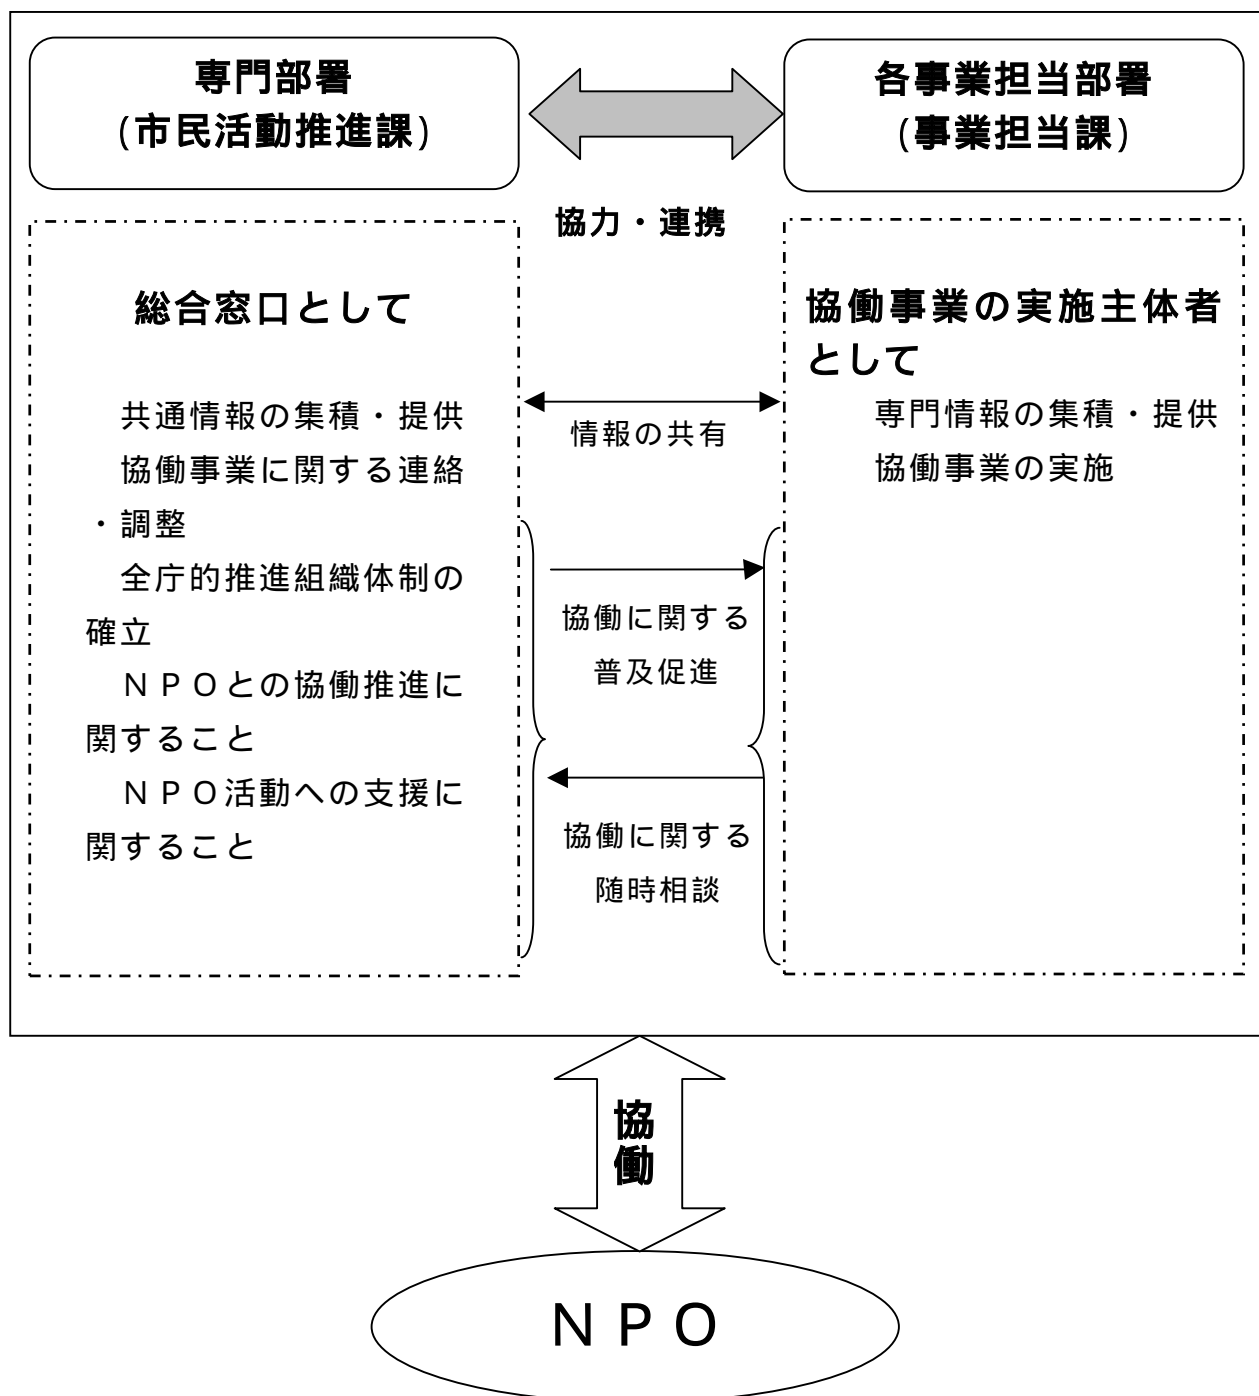 専門部署
(市民活動推進課)
各事業担当部署
(事業担当課)
協力・連携
総合窓口として
共通情報の集積・提供
協働事業に関する連絡
・調整
全庁的推進組織体制の
確立
ＮＰＯとの協働推進に
関すること
ＮＰＯ活動への支援に
関すること
情報の共有
協働に関する
普及促進
協働に関する
随時相談
協働事業の実施主体者
として
専門情報の集積・提供
協働事業の実施
協
働
ＮＰＯ